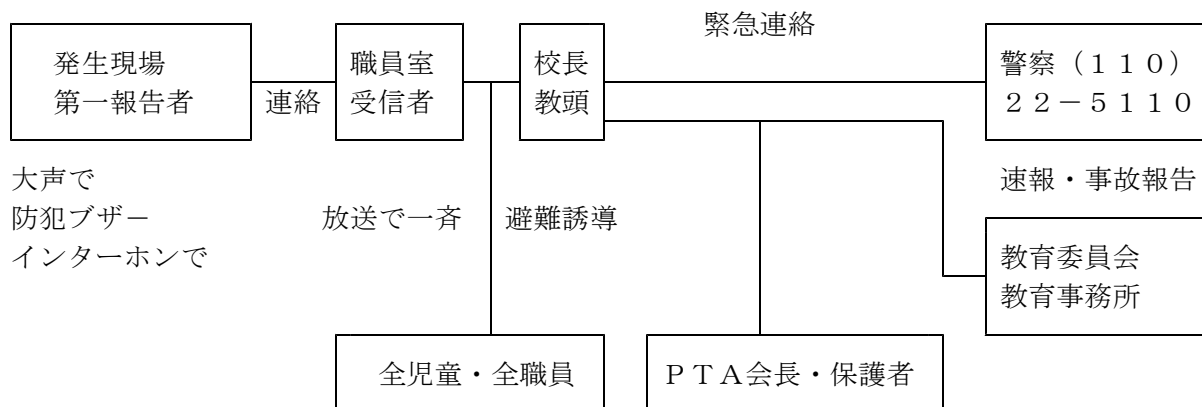 緊急連絡
発生現場
第一報告者
連絡
職員室
受信者
校長
教頭
警察（１１０）
２２－５１１０
大声で
防犯ブザ－
インターホンで
放送で一斉
避難誘導
速報・事故報告
教育委員会
教育事務所
全児童・全職員
ＰＴＡ会長・保護者